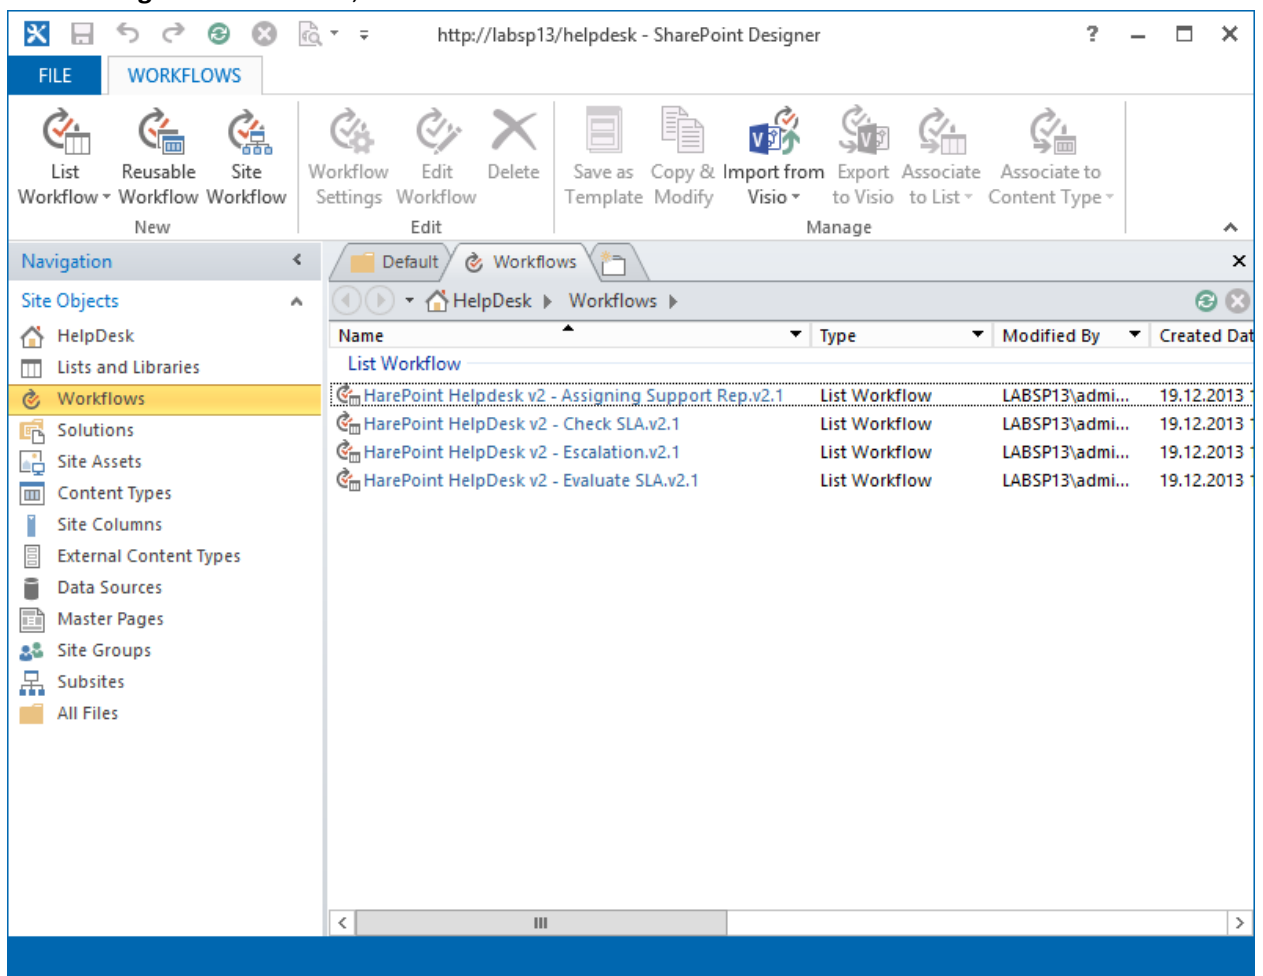 http://labsp13/helpdesk - SharePoint Designer
?
FILE WORKFLOWS
List Workflow
Reusable Workflow
Site Workflow
Workflow Settings
Edit Workflow
Delete
Save as Template
Copy & Modify
Import from Visio
Export to Visio
Associate to List
Associate to Content Type
New Edit Manage
Navigation
Default Workflows
Site Objects
HelpDesk Workflows
HelpDesk
Lists and Libraries
Workflows
Solutions
Site Assets
Content Types
Site Columns
External Content Types
Data Sources
Master Pages
Site Groups
Subsites
All Files
Name Type Modified By Created Dat
List Workflow
HarePoint Helpdesk v2 - Assigning Support Rep.v2.1 List Workflow LABSP13\admi... 19.12.2013
HarePoint HelpDesk v2 - Check SLA.v2.1 List Workflow LABSP13\admi... 19.12.2013
HarePoint HelpDesk v2 - Escalation.v2.1 List Workflow LABSP13\admi... 19.12.2013
HarePoint HelpDesk v2 - Evaluate SLA.v2.1 List Workflow LABSP13\admi... 19.12.2013